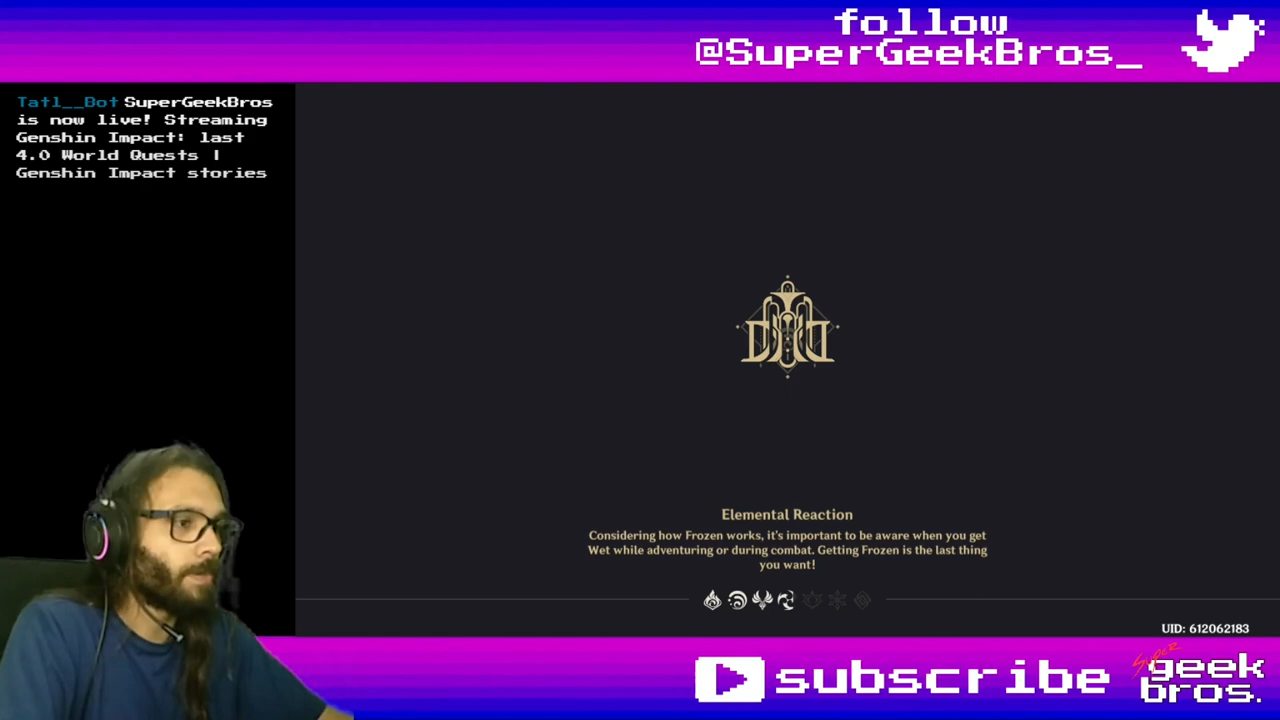 follow
@SuperGeekBros_
Tatl__Bot SuperGeekBros
is now live! Streaming
Genshin Impact: last
4.0 World Quests |
Genshin Impact stories
Elemental Reaction
Considering how Frozen works, it's important to be aware when you get
Wet while adventuring or during combat. Getting Frozen is the last thing
you want!
UID: 612062183
subscribe
Super
geek
bros.